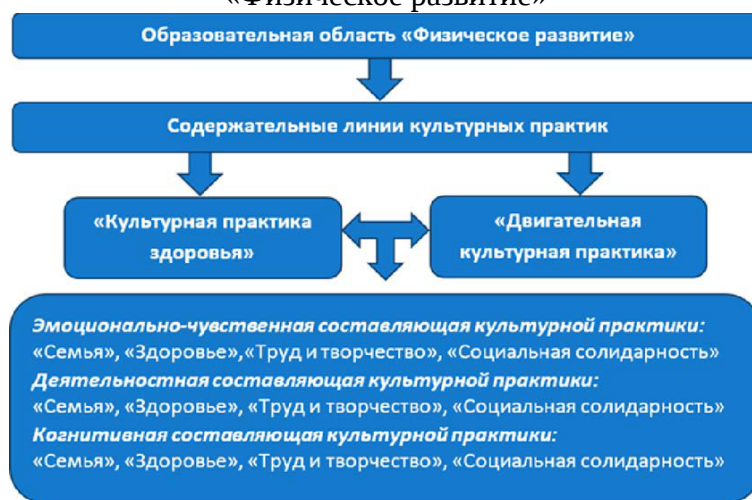 «Физическое развитие»
Образовательная область «Физическое развитие»
Содержательные линии культурных практик
«Культурная практика
здоровья»
«Двигательная
культурная практика»
Эмоционально-чувственная составляющая культурной практики:
«Семья», «Здоровье»,«Труд и творчество», «Социальная солидарность»
Деятельностная составляющая культурной практики:
«Семья», «Здоровье», «Труд и творчество», «Социальная солидарность»
Когнитивная составляющая культурной практики:
«Семья», «Здоровье», «Труд и творчество», «Социальная солидарность»